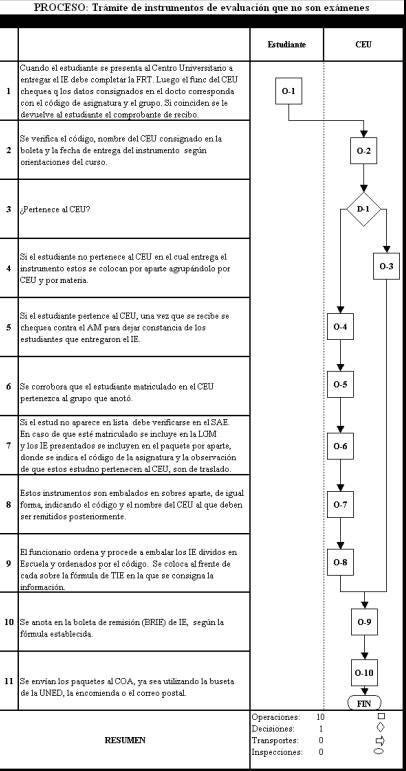 PROCESO: Trámite de instrumentos de evaluación que no son exámenes
Estudiante CEU
1 Cuando el estudiante se presenta al Centro Universitario a
entregar el IE debe completar la FRT. Luego el func del CEU
chequea q los datos consignados en el docto corresponda
con el código de asignatura y el grupo. Si coinciden se le
devuelve al estudiante el comprobante de recibo.
O-1
2 Se verifica el código, nombre del CEU consignado en la
boleta y la fecha de entrega del instrumento según
orientaciones del curso.
O-2
3 ¿Pertenece al CEU?
D-1
4 Si el estudiante no pertenece al CEU en el cual entrega el
instrumento estos se colocan por aparte agrupándolo por
CEU y por materia.
O-3
5 Si el estudiante pertence al CEU, una vez que se recibe se
chequea contra el AM para dejar constancia de los
estudiantes que entregaron el IE.
O-4
6 Se corrobora que el estudiante matriculado en el CEU
pertenezca al grupo que anotó.
O-5
7 Si el estud no aparece en lista debe verificarse en el SAE.
En caso de que esté matriculado se incluye en la LGM
y los IE presentados se incluyen en el paquete por aparte,
donde se indica el código de la asignatura y la observación
de que estos estudno pertenecen al CEU, son de traslado.
O-6
8 Estos instrumentos son embalados en sobres aparte, de igual
forma, indicando el código y el nombre del CEU al que deben
ser remitidos posteriormente.
O-7
9 El funcionario ordena y procede a embalar los IE dividos en
Escuela y ordenados por el código. Se coloca al frente de
cada sobre la fórmula de TIE en la que se consigna la
información.
O-8
10 Se anota en la boleta de remisión (BRIE) de IE, según la
fórmula establecida.
O-9
11 Se envían los paquetes al COA, ya sea utilizando la buseta
de la UNED, la encomienda o el correo postal.
O-10
FIN
RESUMEN
Operaciones: 10
Decisiones: 1
Transportes: 0
Inspecciones: 0